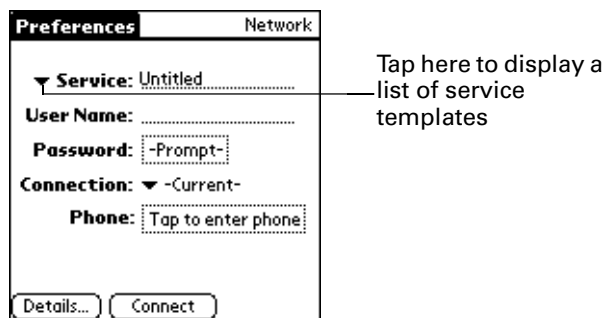 Preferences Network
Service: Untitled
User Name:
Password: -Prompt-
Connection: -Current-
Phone: Tap to enter phone
Details... Connect
Tap here to display a
list of service
templates